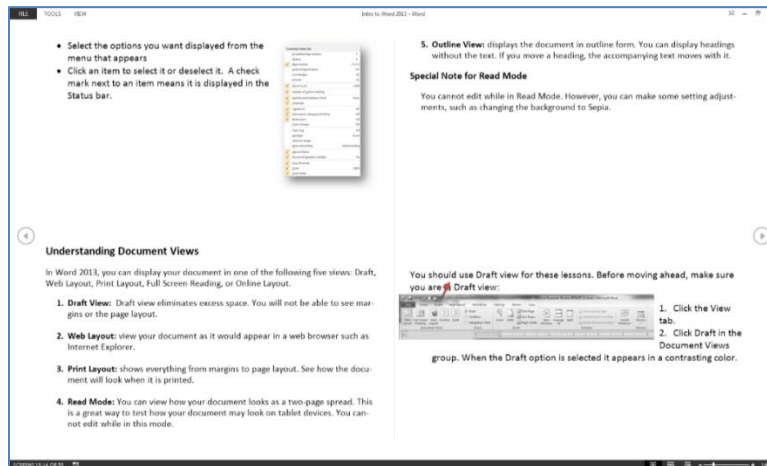 FILE TOOLS VIEW
Intro to Word 2013 - Word
• Select the options you want displayed from the
menu that appears
• Click an item to select it or deselect it. A check
mark next to an item means it is displayed in the
Status bar.
Understanding Document Views
In Word 2013, you can display your document in one of the following five views: Draft,
Web Layout, Print Layout, Full Screen Reading, or Online Layout.
1. Draft View: Draft view eliminates excess space. You will not be able to see mar-
gins or the page layout.
2. Web Layout: view your document as it would appear in a web browser such as
Internet Explorer.
3. Print Layout: shows everything from margins to page layout. See how the docu-
ment will look when it is printed.
4. Read Mode: You can view how your document looks as a two-page spread. This
is a great way to test how your document may look on tablet devices. You can-
not edit while in this mode.
5. Outline View: displays the document in outline form. You can display headings
without the text. If you move a heading, the accompanying text moves with it.
Special Note for Read Mode
You cannot edit while in Read Mode. However, you can make some setting adjust-
ments, such as changing the background to Sepia.
You should use Draft view for these lessons. Before moving ahead, make sure
you are Draft view:
1. Click the View
tab.
2. Click Draft in the
Document Views
group. When the Draft option is selected it appears in a contrasting color.